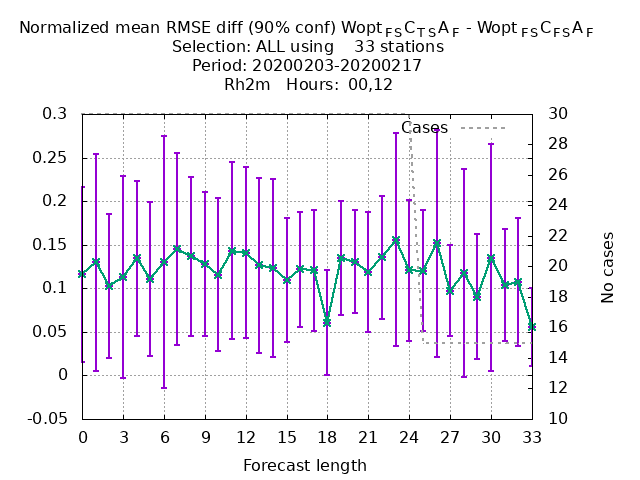 Normalized mean RMSE diff (90% conf) Wopt FS C TS A F - Wopt FS C FS A F
Selection: ALL using 33 stations
Period: 20200203-20200217
Rh2m Hours: 00,12
Cases
0.3
0.25
0.2
0.15
0.1
0.05
0
-0.05
30
28
26
24
22
20
18
16
14
12
10
No cases
0 3 6 9 12 15 18 21 24 27 30 33
Forecast length